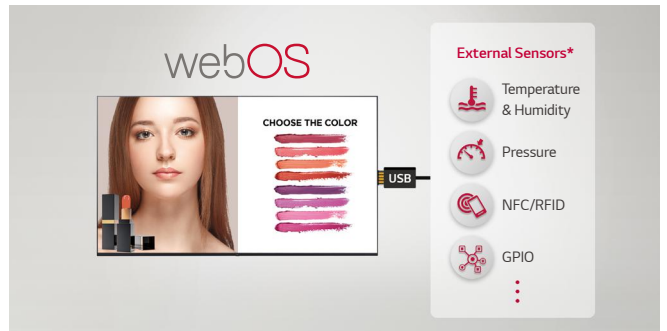 webOS
CHOOSE THE COLOR
USB
External Sensors*
Temperature
& Humidity
Pressure
NFC/RFID
GPIO